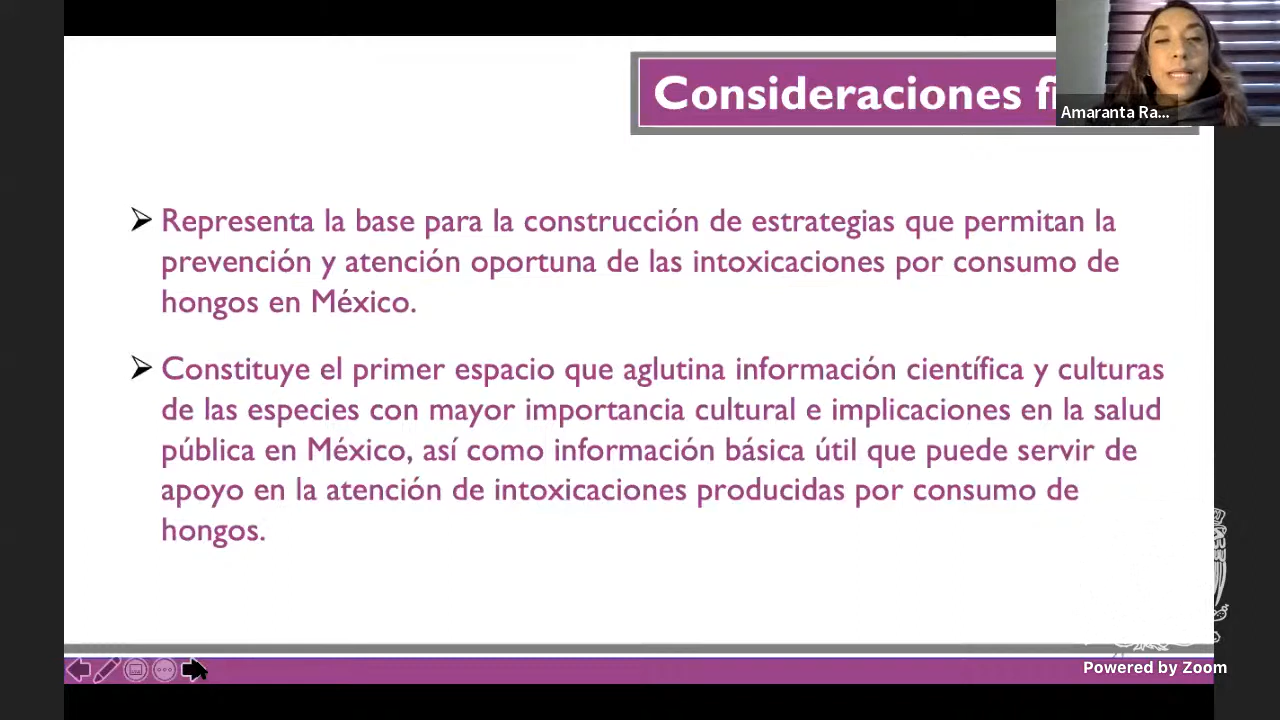 Consideraciones
Amaranta Ra...
Representa la base para la construcción de estrategias que permitan la
prevención y atención oportuna de las intoxicaciones por consumo de
hongos en México.
Constituye el primer espacio que aglutina información científica y culturas
de las especies con mayor importancia cultural e implicaciones en la salud
pública en México, así como información básica útil que puede servir de
apoyo en la atención de intoxicaciones producidas por consumo de
hongos.
Powered by Zoom